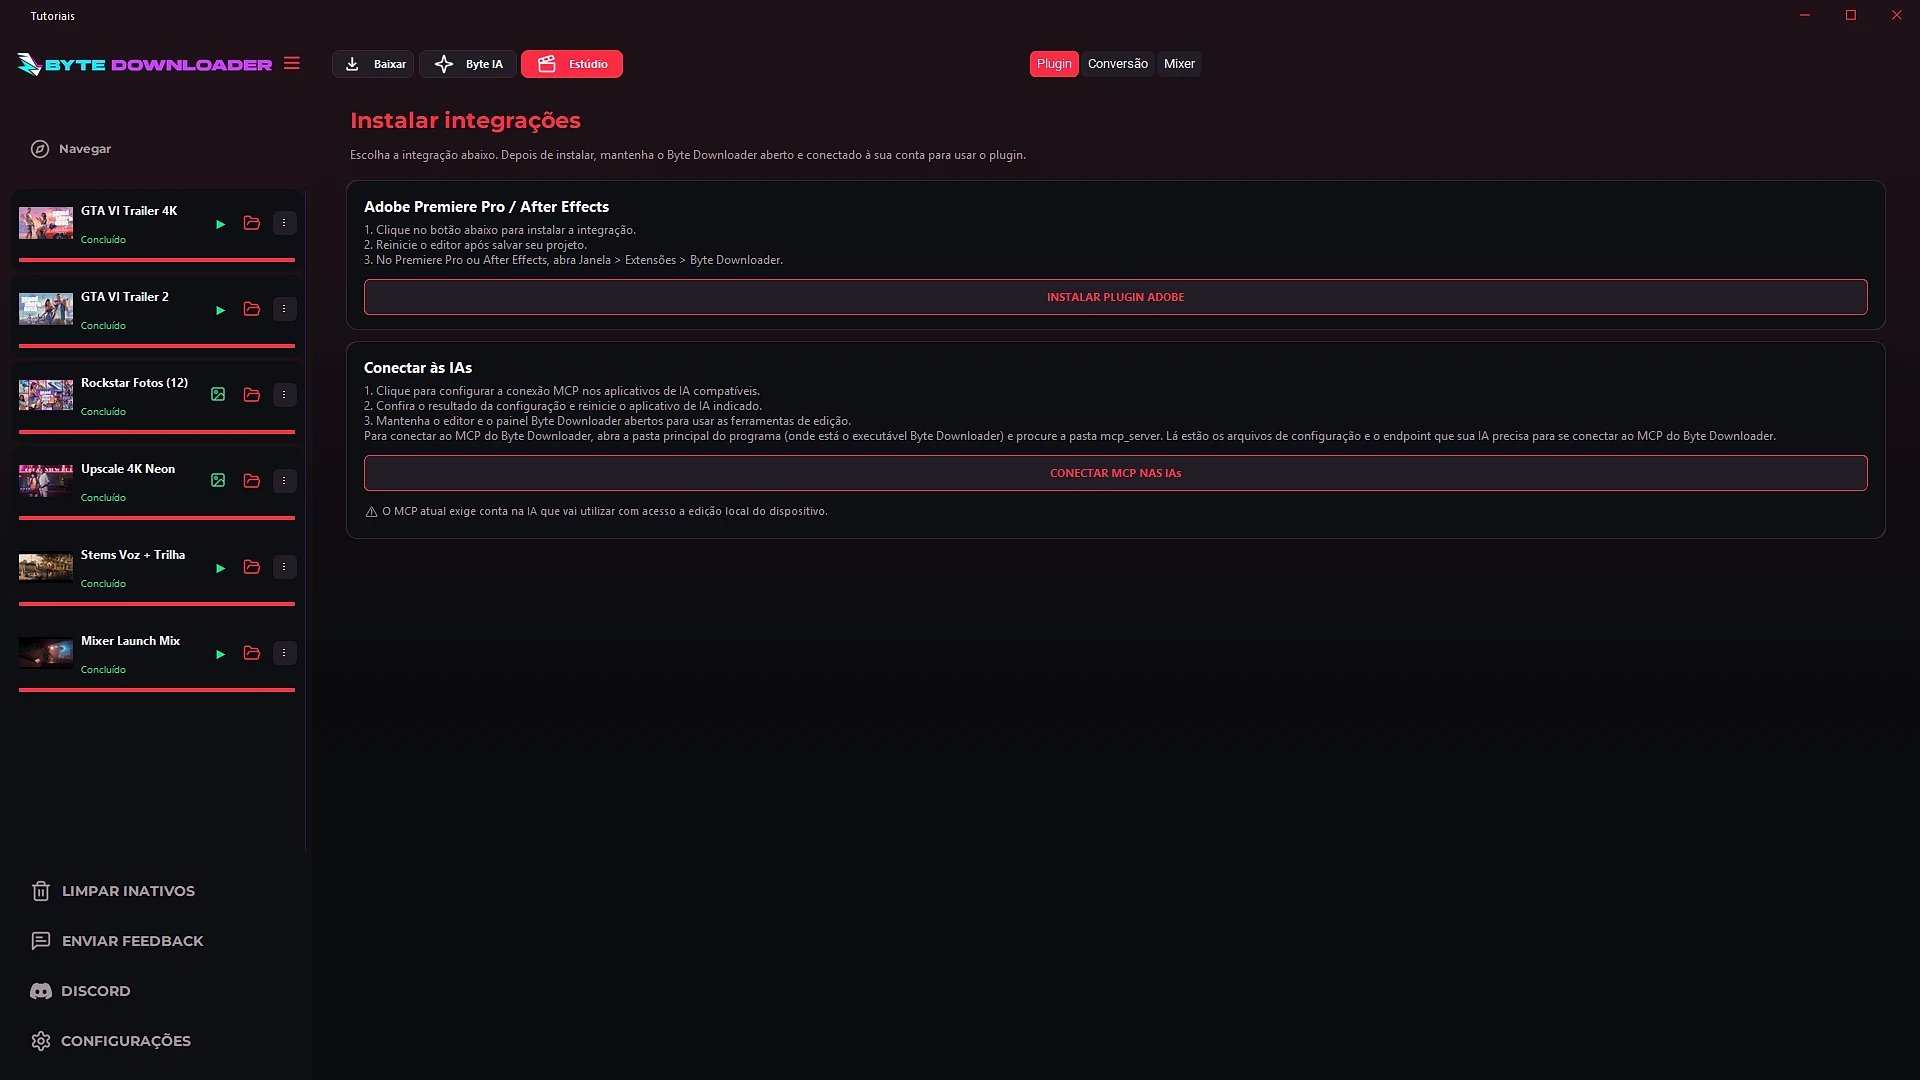 Tutoriais
BYTE DOWNLOADER
Baixar
Byte IA
Estúdio
Plugin
Conversão
Mixer
Navegar
GTA VI Trailer 4K
Concluído
GTA VI Trailer 2
Concluído
Rockstar Fotos (12)
Concluído
Upscale 4K Neon
Concluído
Stems Voz + Trilha
Concluído
Mixer Launch Mix
Concluído
LIMPAR INATIVOS
ENVIAR FEEDBACK
DISCORD
CONFIGURAÇÕES
Instalar integrações
Escolha a integração abaixo. Depois de instalar, mantenha o Byte Downloader aberto e conectado à sua conta para usar o plugin.
Adobe Premiere Pro / After Effects
1. Clique no botão abaixo para instalar a integração.
2. Reinicie o editor após salvar seu projeto.
3. No Premiere Pro ou After Effects, abra Janela > Extensões > Byte Downloader.
INSTALAR PLUGIN ADOBE
Conectar às IAs
1. Clique para configurar a conexão MCP nos aplicativos de IA compatíveis.
2. Confira o resultado da configuração e reinicie o aplicativo de IA indicado.
3. Mantenha o editor e o painel Byte Downloader abertos para usar as ferramentas de edição.
Para conectar ao MCP do Byte Downloader, abra a pasta principal do programa (onde está o executável Byte Downloader) e procure a pasta mcp_server. Lá estão os arquivos de configuração e o endpoint que sua IA precisa para se conectar ao MCP do Byte Downloader.
CONECTAR MCP NAS IAs
⚠ O MCP atual exige conta na IA que vai utilizar com acesso a edição local do dispositivo.